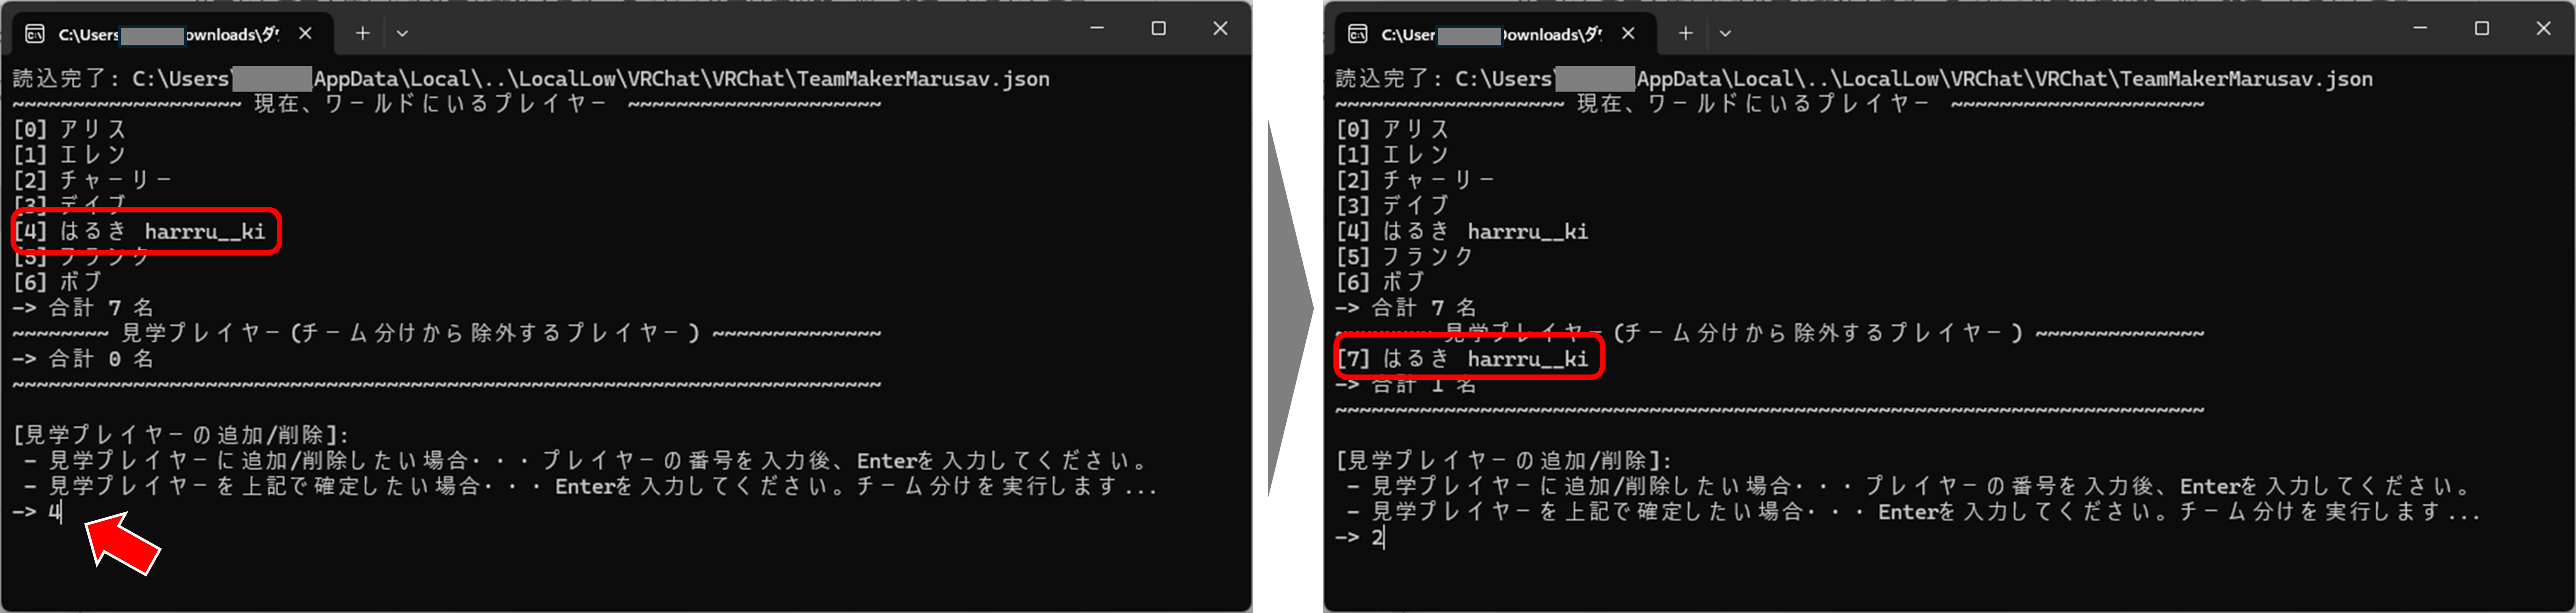 C:\Users ownloads\ダ
読込完了: C:\Users\ AppData\Local\..\LocalLow\VRChat\VRChat\TeamMakerMarusav.json
~~~~~~~~~~~~~~~~~~~ 現在、ワールドにいるプレイヤー ~~~~~~~~~~~~~~~~~~~~~
[0] アリス
[1] エレン
[2] チャーリー
[3] デイブ
[4] はるき harrru__ki
[5] フランク
[6] ボブ
-> 合計 7 名
~~~~~~~~ 見学プレイヤー(チーム分けから除外するプレイヤー) ~~~~~~~~~~~~~~
-> 合計 0 名
~~~~~~~~~~~~~~~~~~~~~~~~~~~~~~~~~~~~~~~~~~~~~~~~~~~~~~~~~~~~~~~~~~~~~~~~
[見学プレイヤーの追加/削除]:
- 見学プレイヤーに追加/削除したい場合・・・プレイヤーの番号を入力後、Enterを入力してください。
- 見学プレイヤーを上記で確定したい場合・・・Enterを入力してください。チーム分けを実行します...
-> 4
C:\User Downloads\ダ
読込完了: C:\Users\ AppData\Local\..\LocalLow\VRChat\VRChat\TeamMakerMarusav.json
~~~~~~~~~~~~~~~~~~~ 現在、ワールドにいるプレイヤー ~~~~~~~~~~~~~~~~~~~~~
[0] アリス
[1] エレン
[2] チャーリー
[3] デイブ
[4] はるき harrru__ki
[5] フランク
[6] ボブ
-> 合計 7 名
~~~~~~~~ 見学プレイヤー(チーム分けから除外するプレイヤー) ~~~~~~~~~~~~~~
[7] はるき harrru__ki
-> 合計 1 名
~~~~~~~~~~~~~~~~~~~~~~~~~~~~~~~~~~~~~~~~~~~~~~~~~~~~~~~~~~~~~~~~~~~~~~~~
[見学プレイヤーの追加/削除]:
- 見学プレイヤーに追加/削除したい場合・・・プレイヤーの番号を入力後、Enterを入力してください。
- 見学プレイヤーを上記で確定したい場合・・・Enterを入力してください。チーム分けを実行します...
-> 2